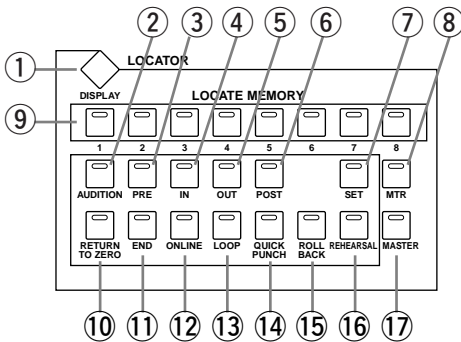 ② ③ ④ ⑤ ⑥ ⑦ ⑧
① LOCATOR
DISPLAY LOCATE MEMORY
⑨
1 2 3 4 5 6 7 8
AUDITION PRE IN OUT POST SET MTR
RETURN TO ZERO END ONLINE LOOP QUICK PUNCH ROLL BACK REHEARSAL MASTER
⑩ ⑪ ⑫ ⑬ ⑭ ⑮ ⑯ ⑰